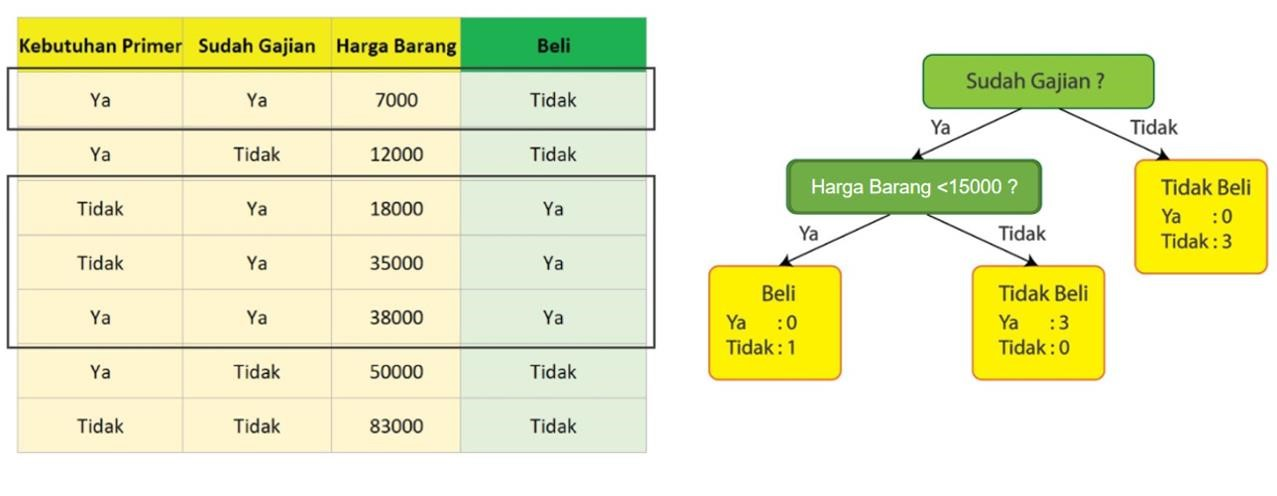 Kebutuhan Primer Sudah Gajian Harga Barang Beli
Ya Ya 7000 Tidak
Ya Tidak 12000 Tidak
Tidak Ya 18000 Ya
Tidak Ya 35000 Ya
Ya Ya 38000 Ya
Ya Tidak 50000 Tidak
Tidak Tidak 83000 Tidak
Sudah Gajian ?
Ya
Tidak
Harga Barang <15000 ?
Ya
Tidak
Tidak Beli
Ya : 0
Tidak : 3
Beli
Ya : 0
Tidak : 1
Tidak Beli
Ya : 3
Tidak : 0